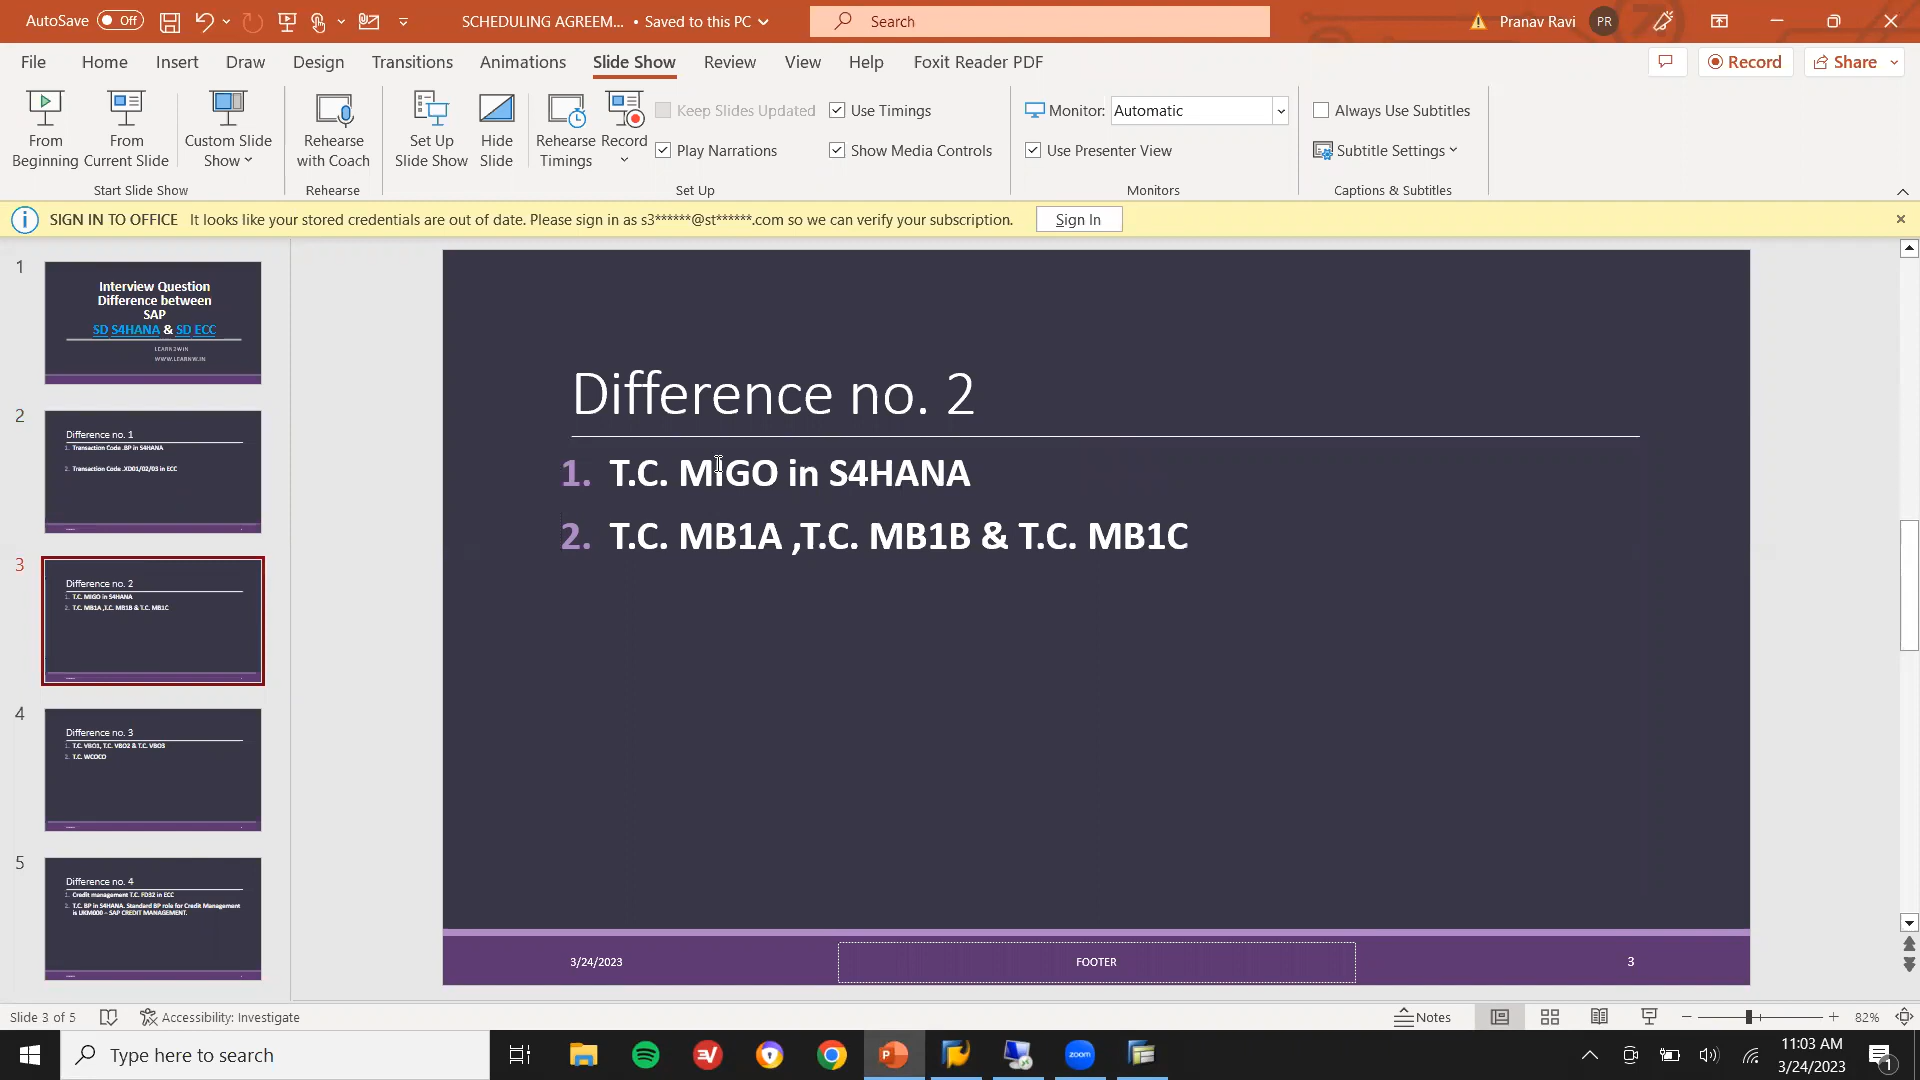 AutoSave Off SCHEDULING AGREEM... • Saved to this PC Search Pranav Ravi PR
File Home Insert Draw Design Transitions Animations Slide Show Review View Help Foxit Reader PDF Record Share
From Beginning
From Current Slide
Custom Slide Show
Rehearse with Coach
Set Up Slide Show
Hide Slide
Rehearse Timings
Record
Keep Slides Updated
Play Narrations
Use Timings
Show Media Controls
Monitor: Automatic
Use Presenter View
Always Use Subtitles
Subtitle Settings
Start Slide Show Rehearse Set Up Monitors Captions & Subtitles
SIGN IN TO OFFICE It looks like your stored credentials are out of date. Please sign in as s3******@st******.com so we can verify your subscription. Sign In
1
Interview Question
Difference between
SAP
SD S4HANA & SD ECC
LEARN2WIN
WWW.LEARNW.IN
2
Difference no. 1
1. Transaction Code .BP in S4HANA
2. Transaction Code .XD01/02/03 in ECC
3
Difference no. 2
1. T.C. MIGO in S4HANA
2. T.C. MB1A ,T.C. MB1B & T.C. MB1C
4
Difference no. 3
1. T.C. VBO1, T.C. VBO2 & T.C. VBO3
2. T.C. WCOCO
5
Difference no. 4
1. Credit management T.C. FD32 in ECC
2. T.C. BP in S4HANA. Standard BP role for Credit Management
is UKM000 – SAP CREDIT MANAGEMENT.
Difference no. 2
1. T.C. MIGO in S4HANA
2. T.C. MB1A ,T.C. MB1B & T.C. MB1C
3/24/2023 FOOTER 3
Slide 3 of 5 Accessibility: Investigate Notes 82%
Type here to search
P
zoom
11:03 AM
3/24/2023
1